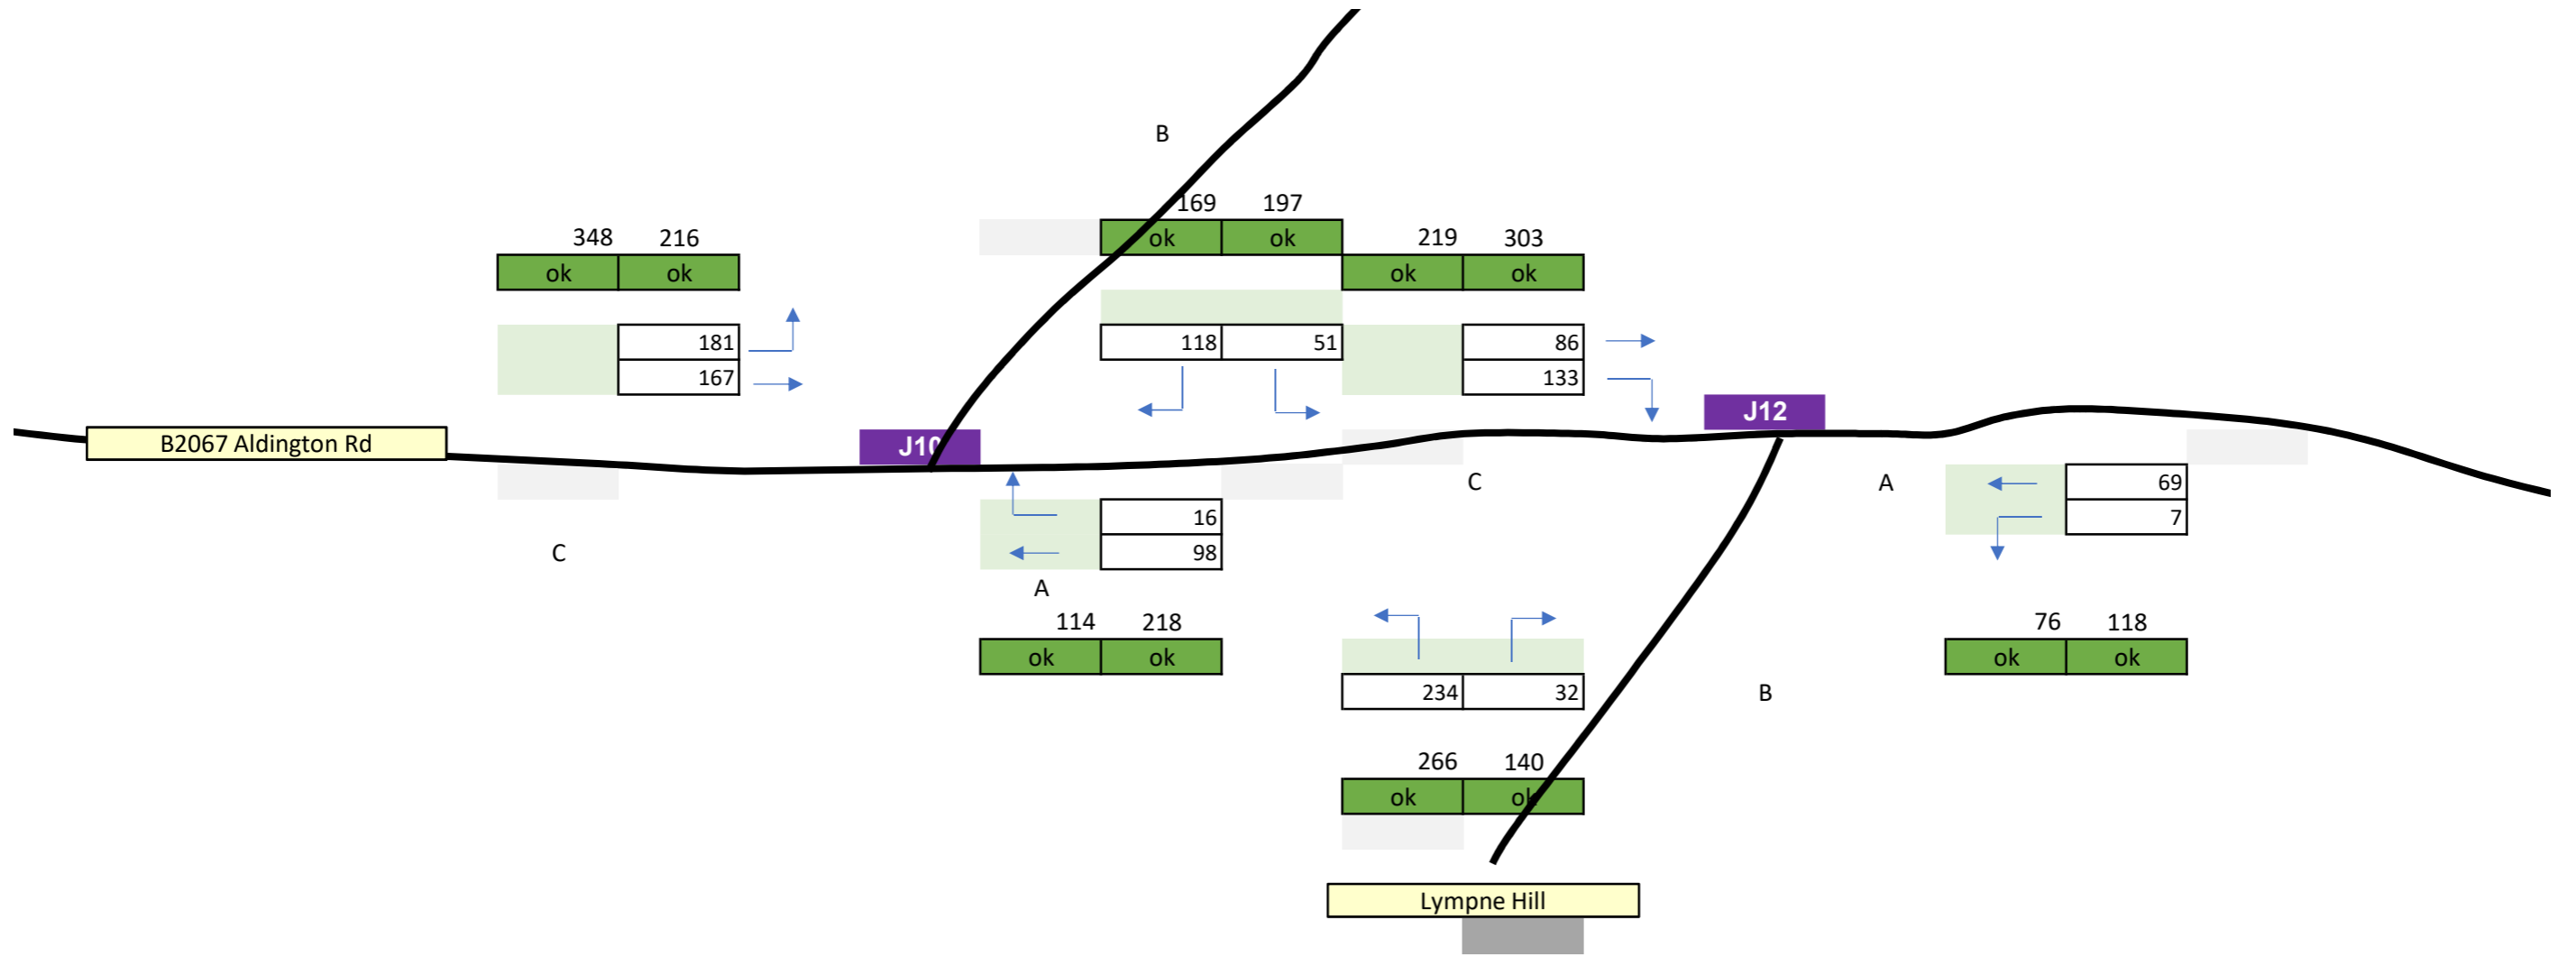 B
169 197
348 216
ok ok
219 303
ok ok
ok ok
181
118 51
86
167
133
J12
J10
B2067 Aldington Rd
C
A
69
16
7
C
98
A
114 218
76 118
ok ok
ok ok
234 32
B
266 140
ok ok
Lympne Hill